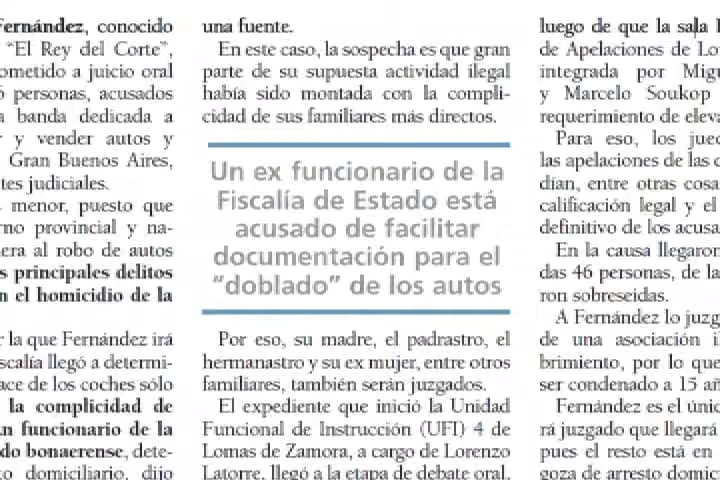 Fernández, conocido
“El Rey del Corte”,
ometido a juicio oral
personas, acusados
banda dedicada a
y vender autos y
Gran Buenos Aires,
tes judiciales.
menor, puesto que
rno provincial y na-
era al robo de autos
s principales delitos
n el homicidio de la
r la que Fernández irá
scalía llegó a determi-
ace de los coches sólo
la complicidad de
n funcionario de la
do bonaerense, dete-
o domiciliario, dijo
una fuente.
En este caso, la sospecha es que gran
parte de su supuesta actividad ilegal
había sido montada con la compli-
cidad de sus familiares más directos.
Un ex funcionario de la
Fiscalía de Estado está
acusado de facilitar
documentación para el
“doblado” de los autos
Por eso, su madre, el padrastro, el
hermanastro y su ex mujer, entre otros
familiares, también serán juzgados.
El expediente que inició la Unidad
Funcional de Instrucción (UFI) 4 de
Lomas de Zamora, a cargo de Lorenzo
Latorre, llegó a la etapa de debate oral,
luego de que la sala I
de Apelaciones de Lo
integrada por Migu
y Marcelo Soukop
requerimiento de eleva
Para eso, los juec
las apelaciones de las d
dían, entre otras cosa
calificación legal y el
definitivo de los acusa
En la causa llegaron
das 46 personas, de la
ron sobreseidas.
A Fernández lo juzg
de una asociación i
brimiento, por lo que
ser condenado a 15 añ
Fernández es el únic
rá juzgado que llegará
pues el resto está en
goza de arresto domic